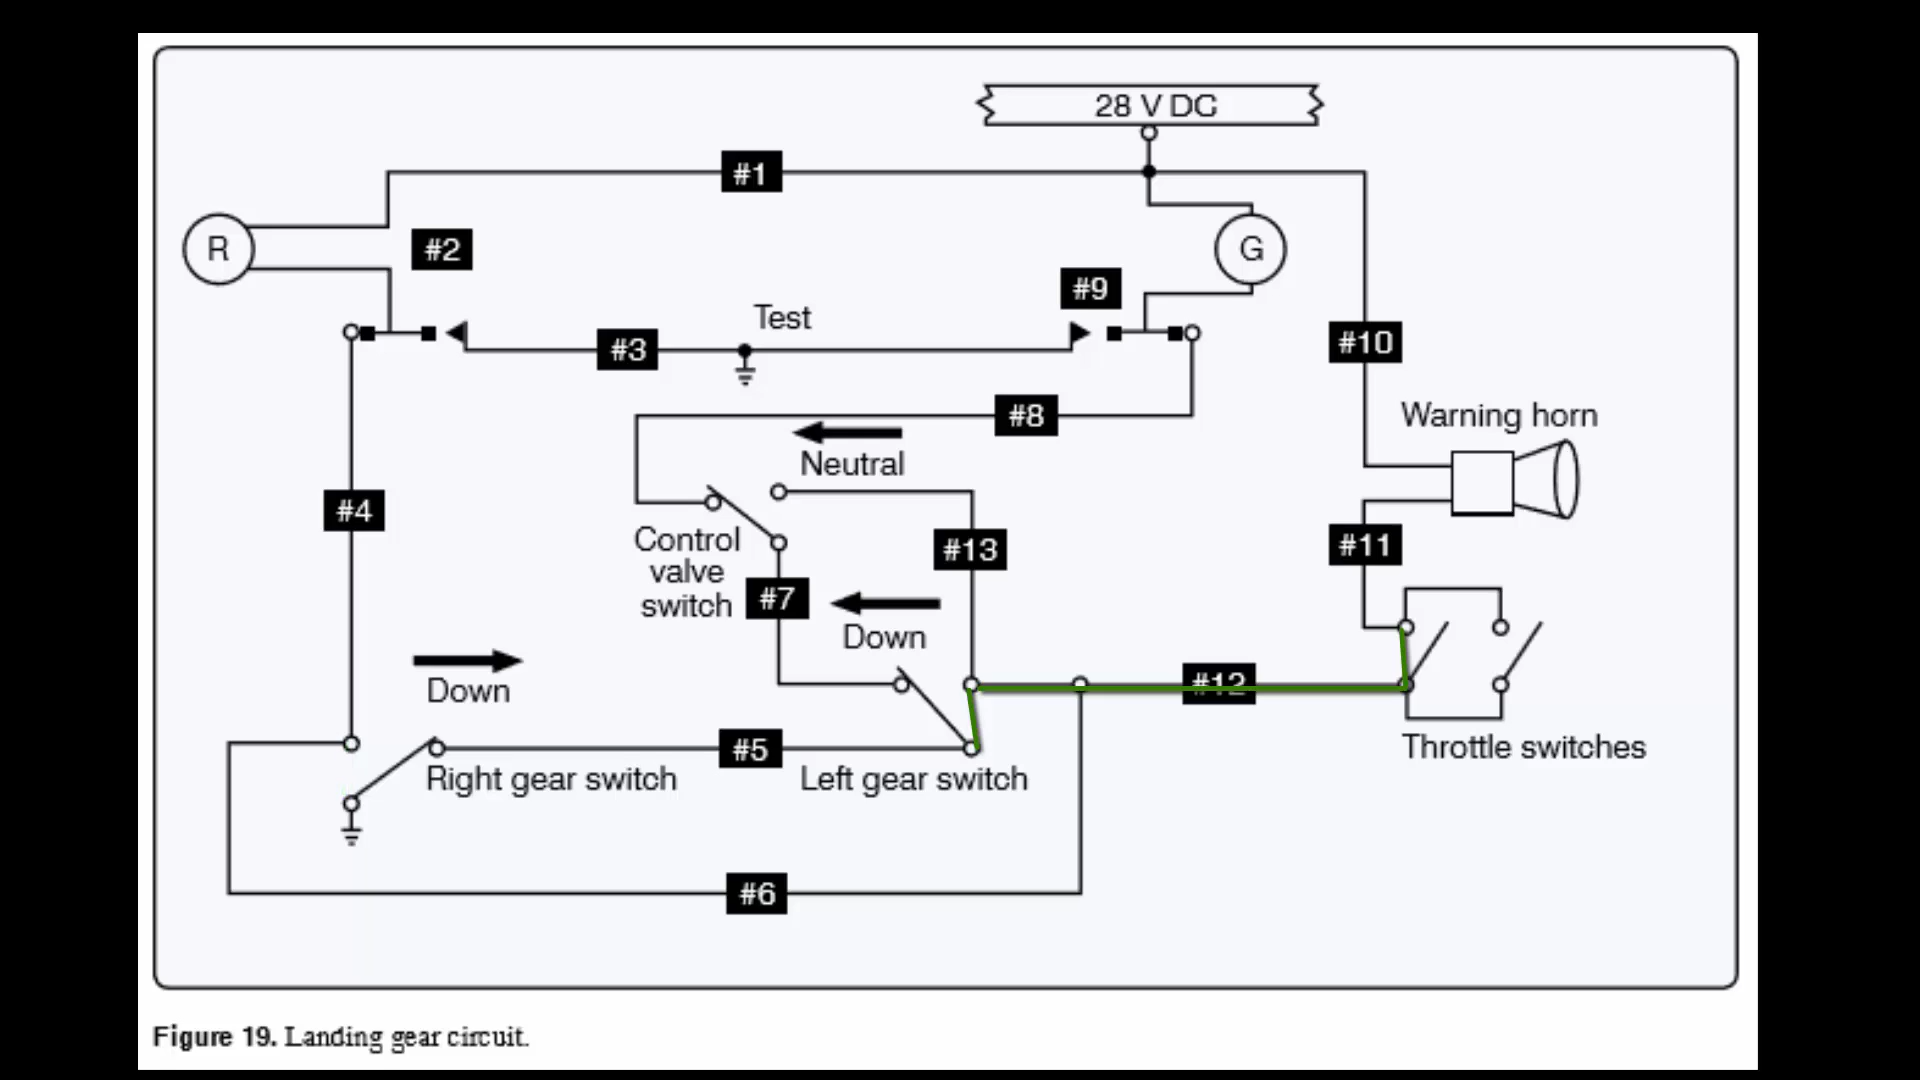 28 V DC
#1
R
#2
G
#9
Test
#3
#10
#8
Warning horn
Neutral
#4
Control
valve
switch
#13
#11
#7
Down
Down
#12
#5
Throttle switches
Right gear switch
Left gear switch
#6
Figure 19. Landing gear circuit.